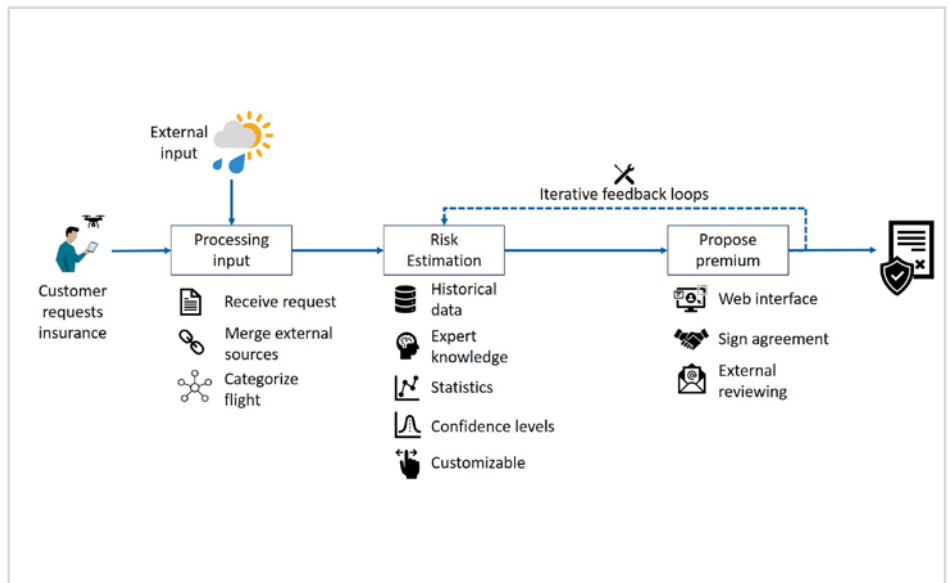 External
input
Iterative feedback loops
Customer
requests
insurance
Processing
input
Receive request
Merge external
sources
Categorize
flight
Risk
Estimation
Historical
data
Expert
knowledge
Statistics
Confidence levels
Customizable
Propose
premium
Web interface
Sign agreement
External
reviewing